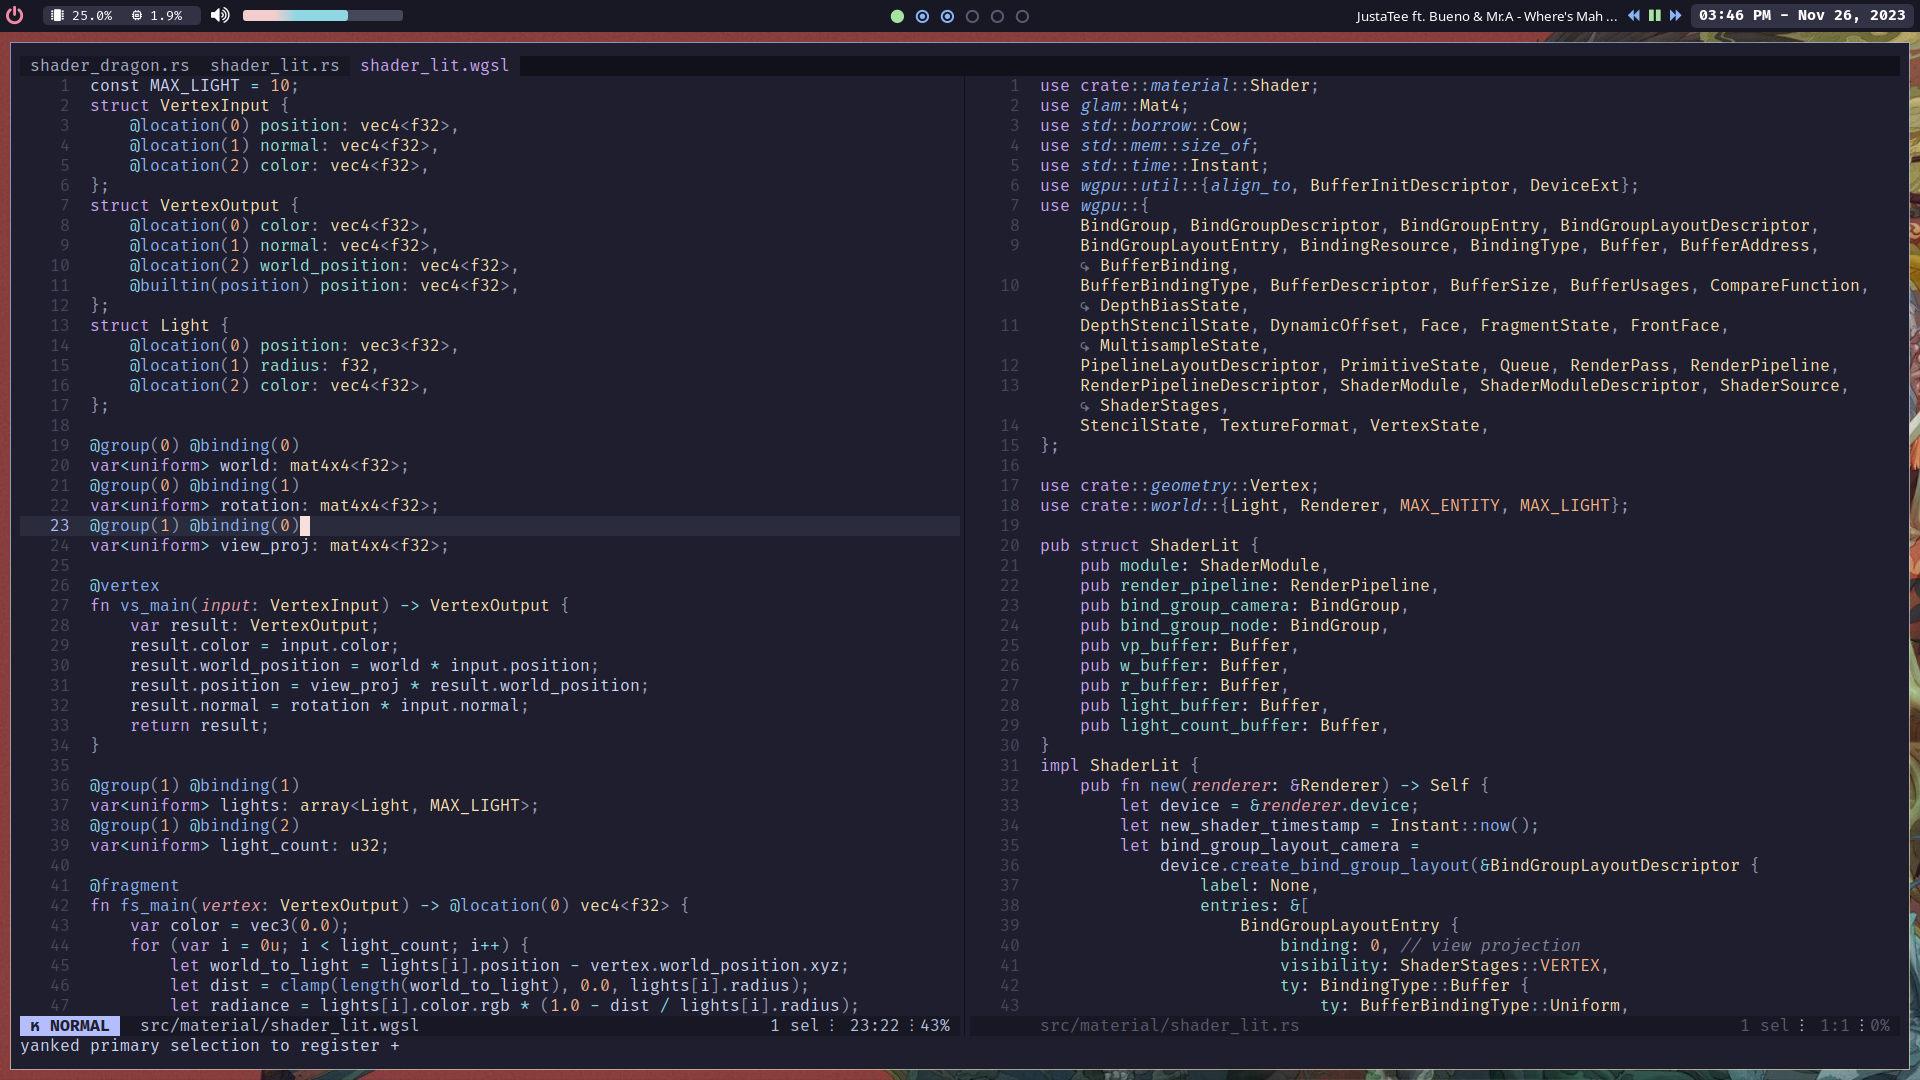 25.0% 1.9%
JustaTee ft. Bueno & Mr.A - Where's Mah ...
03:46 PM - Nov 26, 2023
shader_dragon.rs shader_lit.rs shader_lit.wgsl
1 const MAX_LIGHT = 10;
2 struct VertexInput {
3 @location(0) position: vec4<f32>,
4 @location(1) normal: vec4<f32>,
5 @location(2) color: vec4<f32>,
6 };
7 struct VertexOutput {
8 @location(0) color: vec4<f32>,
9 @location(1) normal: vec4<f32>,
10 @location(2) world_position: vec4<f32>,
11 @builtin(position) position: vec4<f32>,
12 };
13 struct Light {
14 @location(0) position: vec3<f32>,
15 @location(1) radius: f32,
16 @location(2) color: vec4<f32>,
17 };
18
19 @group(0) @binding(0)
20 var<uniform> world: mat4x4<f32>;
21 @group(0) @binding(1)
22 var<uniform> rotation: mat4x4<f32>;
23 @group(1) @binding(0)
24 var<uniform> view_proj: mat4x4<f32>;
25
26 @vertex
27 fn vs_main(input: VertexInput) -> VertexOutput {
28 var result: VertexOutput;
29 result.color = input.color;
30 result.world_position = world * input.position;
31 result.position = view_proj * result.world_position;
32 result.normal = rotation * input.normal;
33 return result;
34 }
35
36 @group(1) @binding(1)
37 var<uniform> lights: array<Light, MAX_LIGHT>;
38 @group(1) @binding(2)
39 var<uniform> light_count: u32;
40
41 @fragment
42 fn fs_main(vertex: VertexOutput) -> @location(0) vec4<f32> {
43 var color = vec3(0.0);
44 for (var i = 0u; i < light_count; i++) {
45 let world_to_light = lights[i].position - vertex.world_position.xyz;
46 let dist = clamp(length(world_to_light), 0.0, lights[i].radius);
47 let radiance = lights[i].color.rgb * (1.0 - dist / lights[i].radius);
NORMAL src/material/shader_lit.wgsl 1 sel 23:22 43%
yanked primary selection to register +
1 use crate::material::Shader;
2 use glam::Mat4;
3 use std::borrow::Cow;
4 use std::mem::size_of;
5 use std::time::Instant;
6 use wgpu::util::{align_to, BufferInitDescriptor, DeviceExt};
7 use wgpu::{
8 BindGroup, BindGroupDescriptor, BindGroupEntry, BindGroupLayoutDescriptor,
9 BindGroupLayoutEntry, BindingResource, BindingType, Buffer, BufferAddress,
↪ BufferBinding,
10 BufferBindingType, BufferDescriptor, BufferSize, BufferUsages, CompareFunction,
↪ DepthBiasState,
11 DepthStencilState, DynamicOffset, Face, FragmentState, FrontFace,
↪ MultisampleState,
12 PipelineLayoutDescriptor, PrimitiveState, Queue, RenderPass, RenderPipeline,
13 RenderPipelineDescriptor, ShaderModule, ShaderModuleDescriptor, ShaderSource,
↪ ShaderStages,
14 StencilState, TextureFormat, VertexState,
15 };
16
17 use crate::geometry::Vertex;
18 use crate::world::{Light, Renderer, MAX_ENTITY, MAX_LIGHT};
19
20 pub struct ShaderLit {
21 pub module: ShaderModule,
22 pub render_pipeline: RenderPipeline,
23 pub bind_group_camera: BindGroup,
24 pub bind_group_node: BindGroup,
25 pub vp_buffer: Buffer,
26 pub w_buffer: Buffer,
27 pub r_buffer: Buffer,
28 pub light_buffer: Buffer,
29 pub light_count_buffer: Buffer,
30 }
31 impl ShaderLit {
32 pub fn new(renderer: &Renderer) -> Self {
33 let device = &renderer.device;
34 let new_shader_timestamp = Instant::now();
35 let bind_group_layout_camera =
36 device.create_bind_group_layout(&BindGroupLayoutDescriptor {
37 label: None,
38 entries: &[
39 BindGroupLayoutEntry {
40 binding: 0, // view projection
41 visibility: ShaderStages::VERTEX,
42 ty: BindingType::Buffer {
43 ty: BufferBindingType::Uniform,
src/material/shader_lit.rs 1 sel 1:1 0%